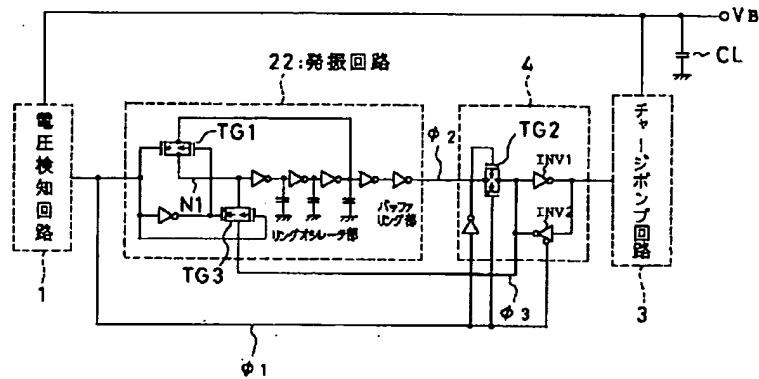 VB
CL
22:発振回路
4
TG1
φ2
TG2
INV1
電圧検知回路
チャージポンプ回路
N1
バッファリング部
INV2
リングオシレータ部
TG3
1
φ3
3
φ1